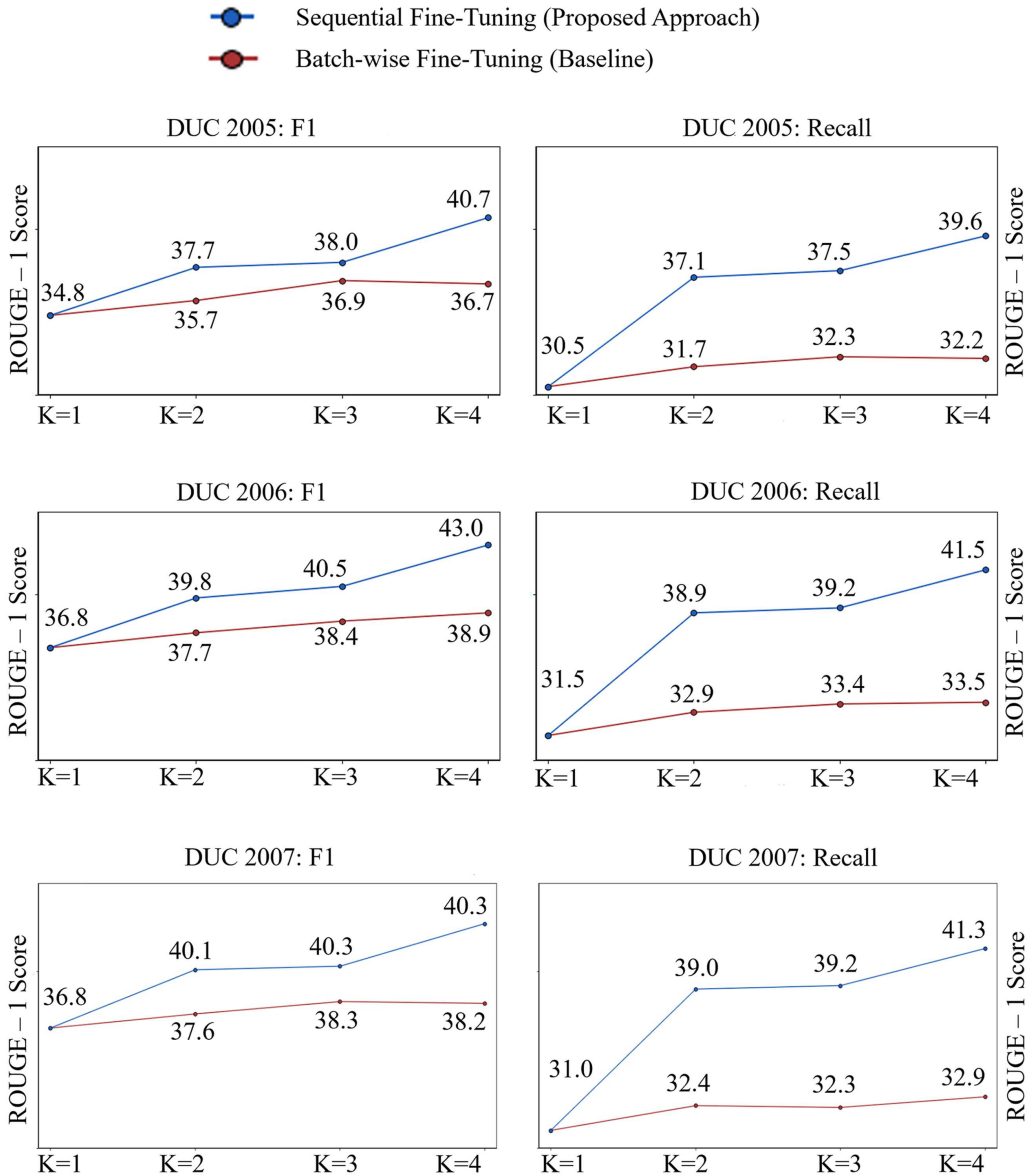 Sequential Fine-Tuning (Proposed Approach)
Batch-wise Fine-Tuning (Baseline)
DUC 2005: F1
ROUGE – 1 Score
34.8
37.7
38.0
40.7
35.7
36.9
36.7
K=1 K=2 K=3 K=4
DUC 2005: Recall
ROUGE – 1 Score
30.5
37.1
37.5
39.6
31.7
32.3
32.2
K=1 K=2 K=3 K=4
DUC 2006: F1
ROUGE – 1 Score
36.8
39.8
40.5
43.0
37.7
38.4
38.9
K=1 K=2 K=3 K=4
DUC 2006: Recall
ROUGE – 1 Score
31.5
38.9
39.2
41.5
32.9
33.4
33.5
K=1 K=2 K=3 K=4
DUC 2007: F1
ROUGE – 1 Score
36.8
40.1
40.3
40.3
37.6
38.3
38.2
K=1 K=2 K=3 K=4
DUC 2007: Recall
ROUGE – 1 Score
31.0
39.0
39.2
41.3
32.4
32.3
32.9
K=1 K=2 K=3 K=4